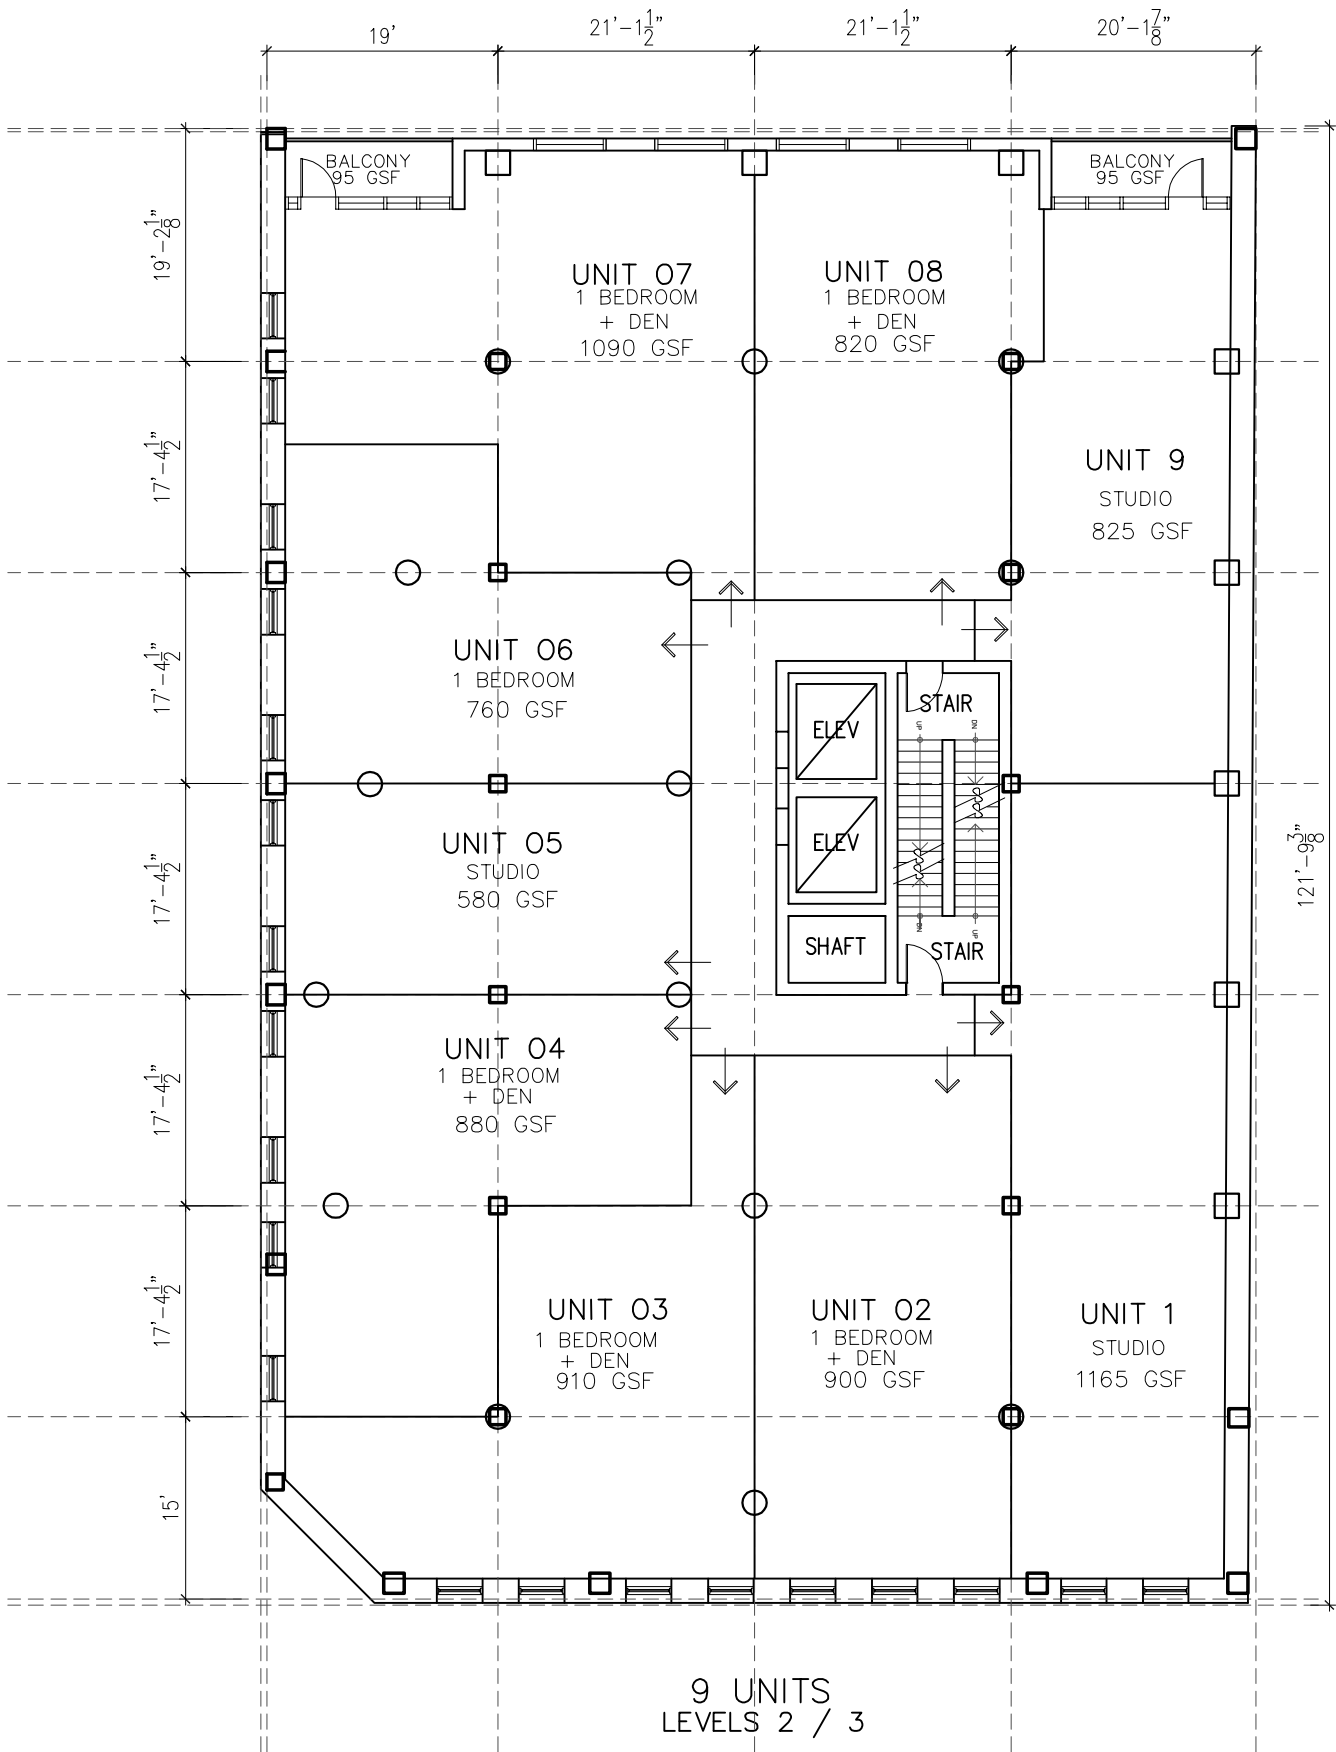 19'
21'-1 1/2"
21'-1 1/2"
20'-1 7/8"
BALCONY
95 GSF
BALCONY
95 GSF
19'-2 1/8"
UNIT 07
1 BEDROOM
+ DEN
1090 GSF
UNIT 08
1 BEDROOM
+ DEN
820 GSF
17'-4 1/2"
UNIT 9
STUDIO
825 GSF
17'-4 1/2"
UNIT 06
1 BEDROOM
760 GSF
STAIR
ELEV
UP
DN
17'-4 1/2"
UNIT 05
STUDIO
580 GSF
ELEV
121'-9 3/8"
DN
UP
SHAFT
STAIR
17'-4 1/2"
UNIT 04
1 BEDROOM
+ DEN
880 GSF
17'-4 1/2"
UNIT 03
1 BEDROOM
+ DEN
910 GSF
UNIT 02
1 BEDROOM
+ DEN
900 GSF
UNIT 1
STUDIO
1165 GSF
15'
9 UNITS
LEVELS 2 / 3